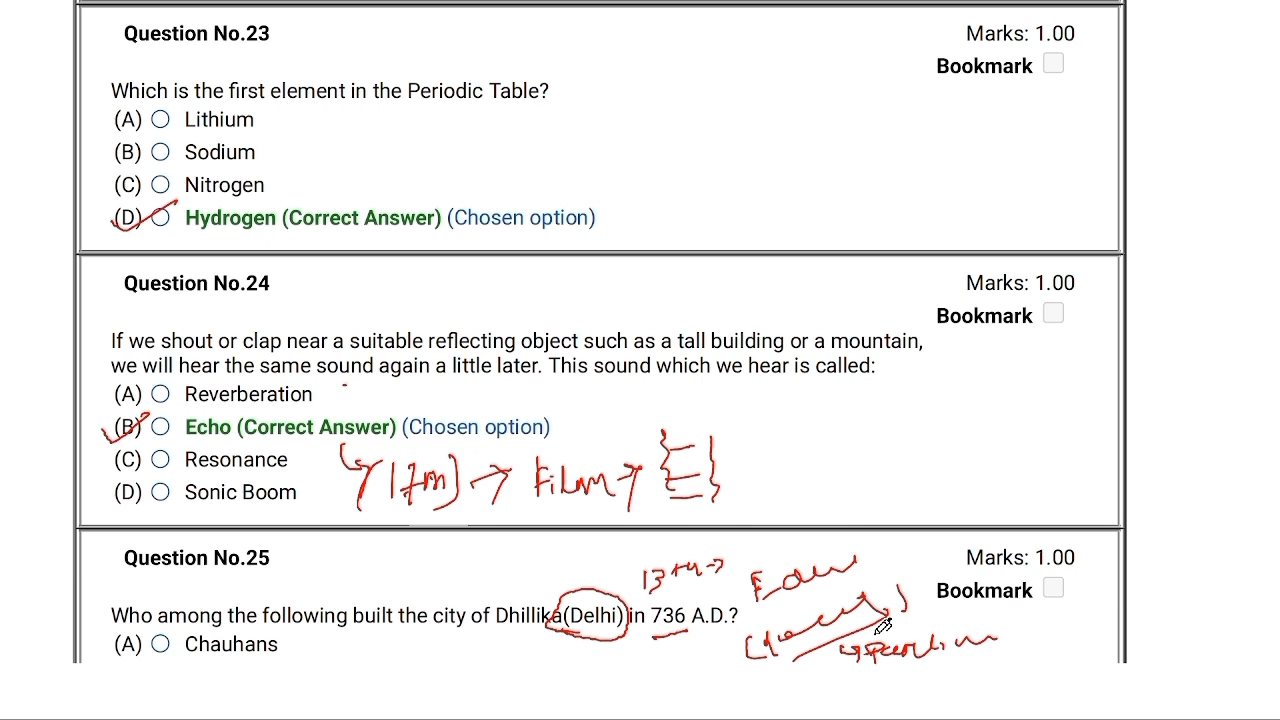 Question No.23
Marks: 1.00
Bookmark
Which is the first element in the Periodic Table?
(A) Lithium
(B) Sodium
(C) Nitrogen
(D) Hydrogen (Correct Answer) (Chosen option)
Question No.24
Marks: 1.00
Bookmark
If we shout or clap near a suitable reflecting object such as a tall building or a mountain,
we will hear the same sound again a little later. This sound which we hear is called:
(A) Reverberation
(B) Echo (Correct Answer) (Chosen option)
(C) Resonance
(D) Sonic Boom
17m] → Film →
Question No.25
Marks: 1.00
13th →
Bookmark
Who among the following built the city of Dhillika(Delhi) in 736 A.D.?
(A) Chauhans